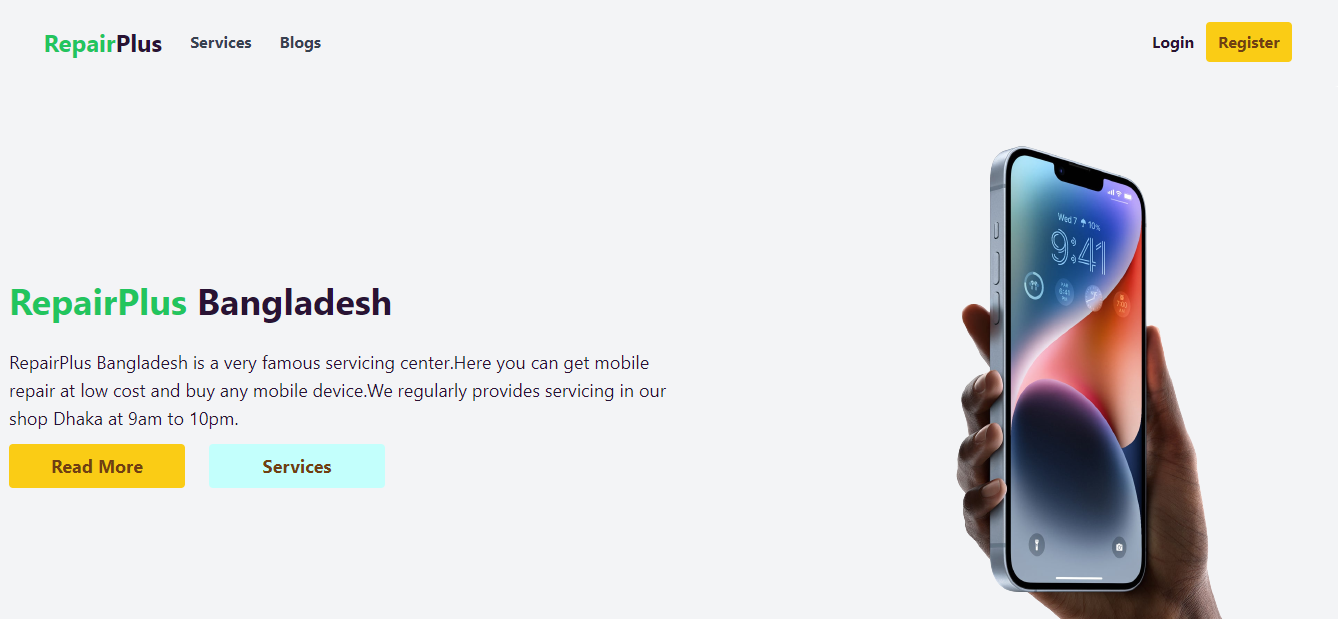 RepairPlus Services Blogs Login Register
Wed 7 10%
9:41
RepairPlus Bangladesh
RepairPlus Bangladesh is a very famous servicing center.Here you can get mobile
repair at low cost and buy any mobile device.We regularly provides servicing in our
shop Dhaka at 9am to 10pm.
Read More Services